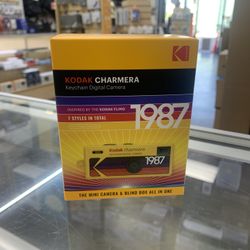 KODAK CHARMERA
Keychain Digital Camera
INSPIRED BY THE KODAK FLING
7 STYLES IN TOTAL
1987
Kodak
CHARMERA
1987
THE MINI CAMERA & BLIND BOX ALL IN ONE